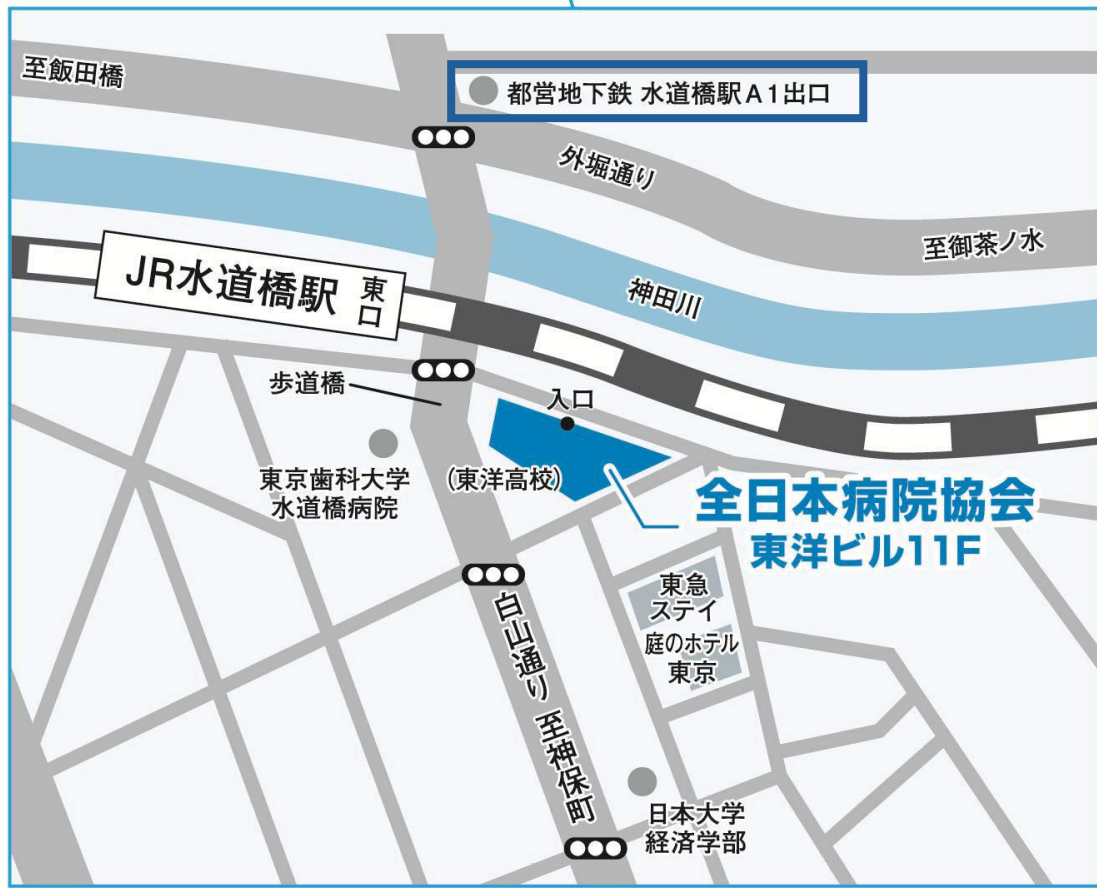 至飯田橋
都営地下鉄 水道橋駅A1出口
外堀通り
至御茶ノ水
JR水道橋駅 東口
神田川
歩道橋
入口
東京歯科大学
水道橋病院
(東洋高校)
全日本病院協会
東洋ビル11F
東急
ステイ
庭のホテル
東京
白山通り 至神保町
日本大学
経済学部